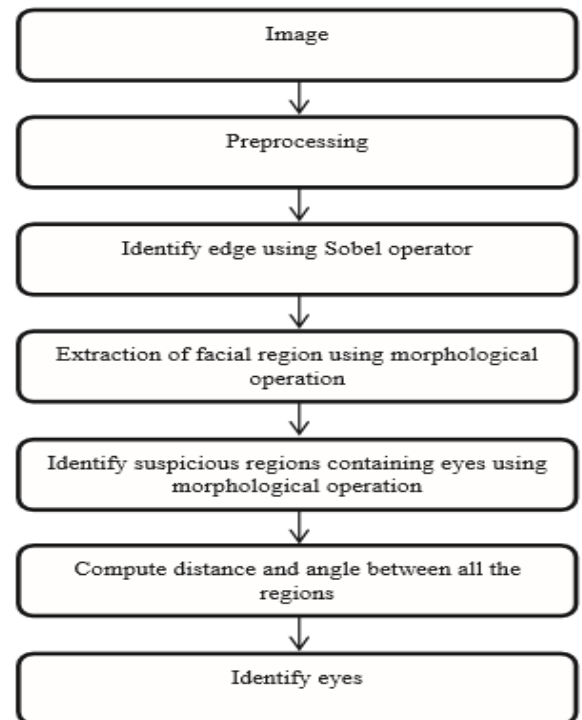 Image
Preprocessing
Identify edge using Sobel operator
Extraction of facial region using morphological
operation
Identify suspicious regions containing eyes using
morphological operation
Compute distance and angle between all the
regions
Identify eyes